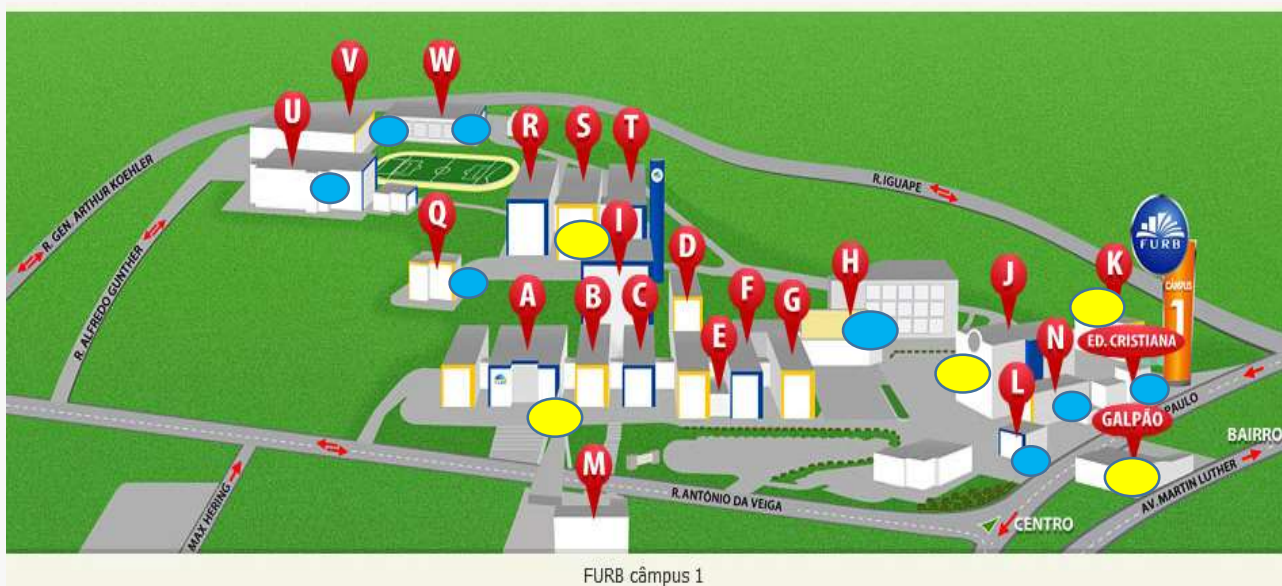 V
W
U
R
S
T
R. GEN. ARTHUR KOEHLER
R. IGUAPE
Q
I
D
FURB
CÂMPUS
1
R. ALFREDO GUNTHER
A
B
C
E
F
G
H
J
K
ED. CRISTIANA
N
L
PAULO
GALPÃO
BAIRRO
MAX HERING
M
R. ANTÔNIO DA VEIGA
CENTRO
AV. MARTIN LUTHER
FURB câmpus 1